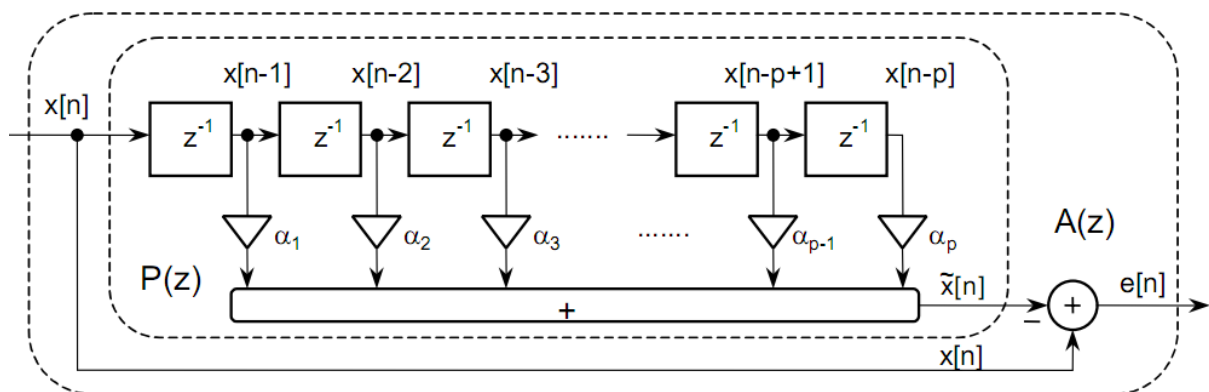 x[n-1] x[n-2] x[n-3] x[n-p+1] x[n-p]
x[n]
z⁻¹ z⁻¹ z⁻¹ ....... z⁻¹ z⁻¹
α₁ α₂ α₃ ....... αₚ₋₁ αₚ
A(z)
P(z)
x̃[n] e[n]
+ − +
x[n]